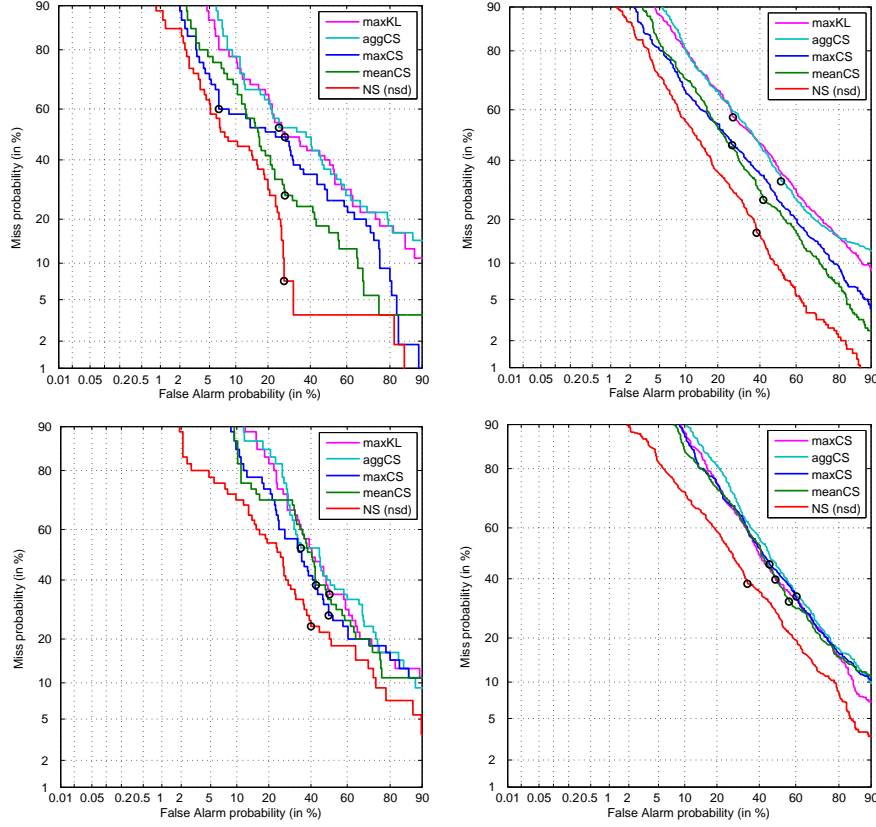 90
80
60
40
20
10
5
2
1
Miss probability (in %)
maxKL
aggCS
maxCS
meanCS
NS (nsd)
0.01 0.05 0.20.5 1 2 5 10 20 40 60 80 90
False Alarm probability (in %)
90
80
60
40
20
10
5
2
1
Miss probability (in %)
maxKL
aggCS
maxCS
meanCS
NS (nsd)
0.01 0.05 0.20.5 1 2 5 10 20 40 60 80 90
False Alarm probability (in %)
90
80
60
40
20
10
5
2
1
Miss probability (in %)
maxKL
aggCS
maxCS
meanCS
NS (nsd)
0.01 0.05 0.20.5 1 2 5 10 20 40 60 80 90
False Alarm probability (in %)
90
80
60
40
20
10
5
2
1
Miss probability (in %)
maxCS
aggCS
maxCS
meanCS
NS (nsd)
0.01 0.05 0.20.5 1 2 5 10 20 40 60 80 90
False Alarm probability (in %)